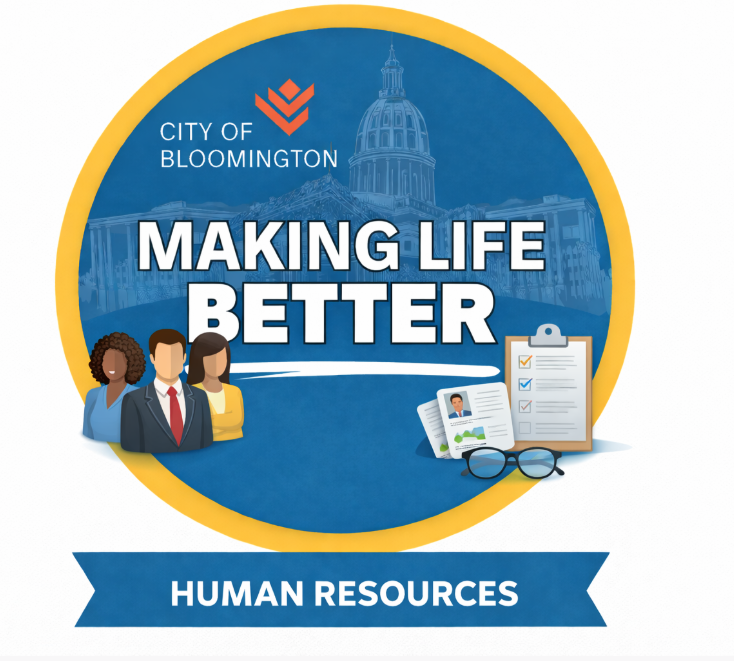 CITY OF
BLOOMINGTON
MAKING LIFE
BETTER
HUMAN RESOURCES